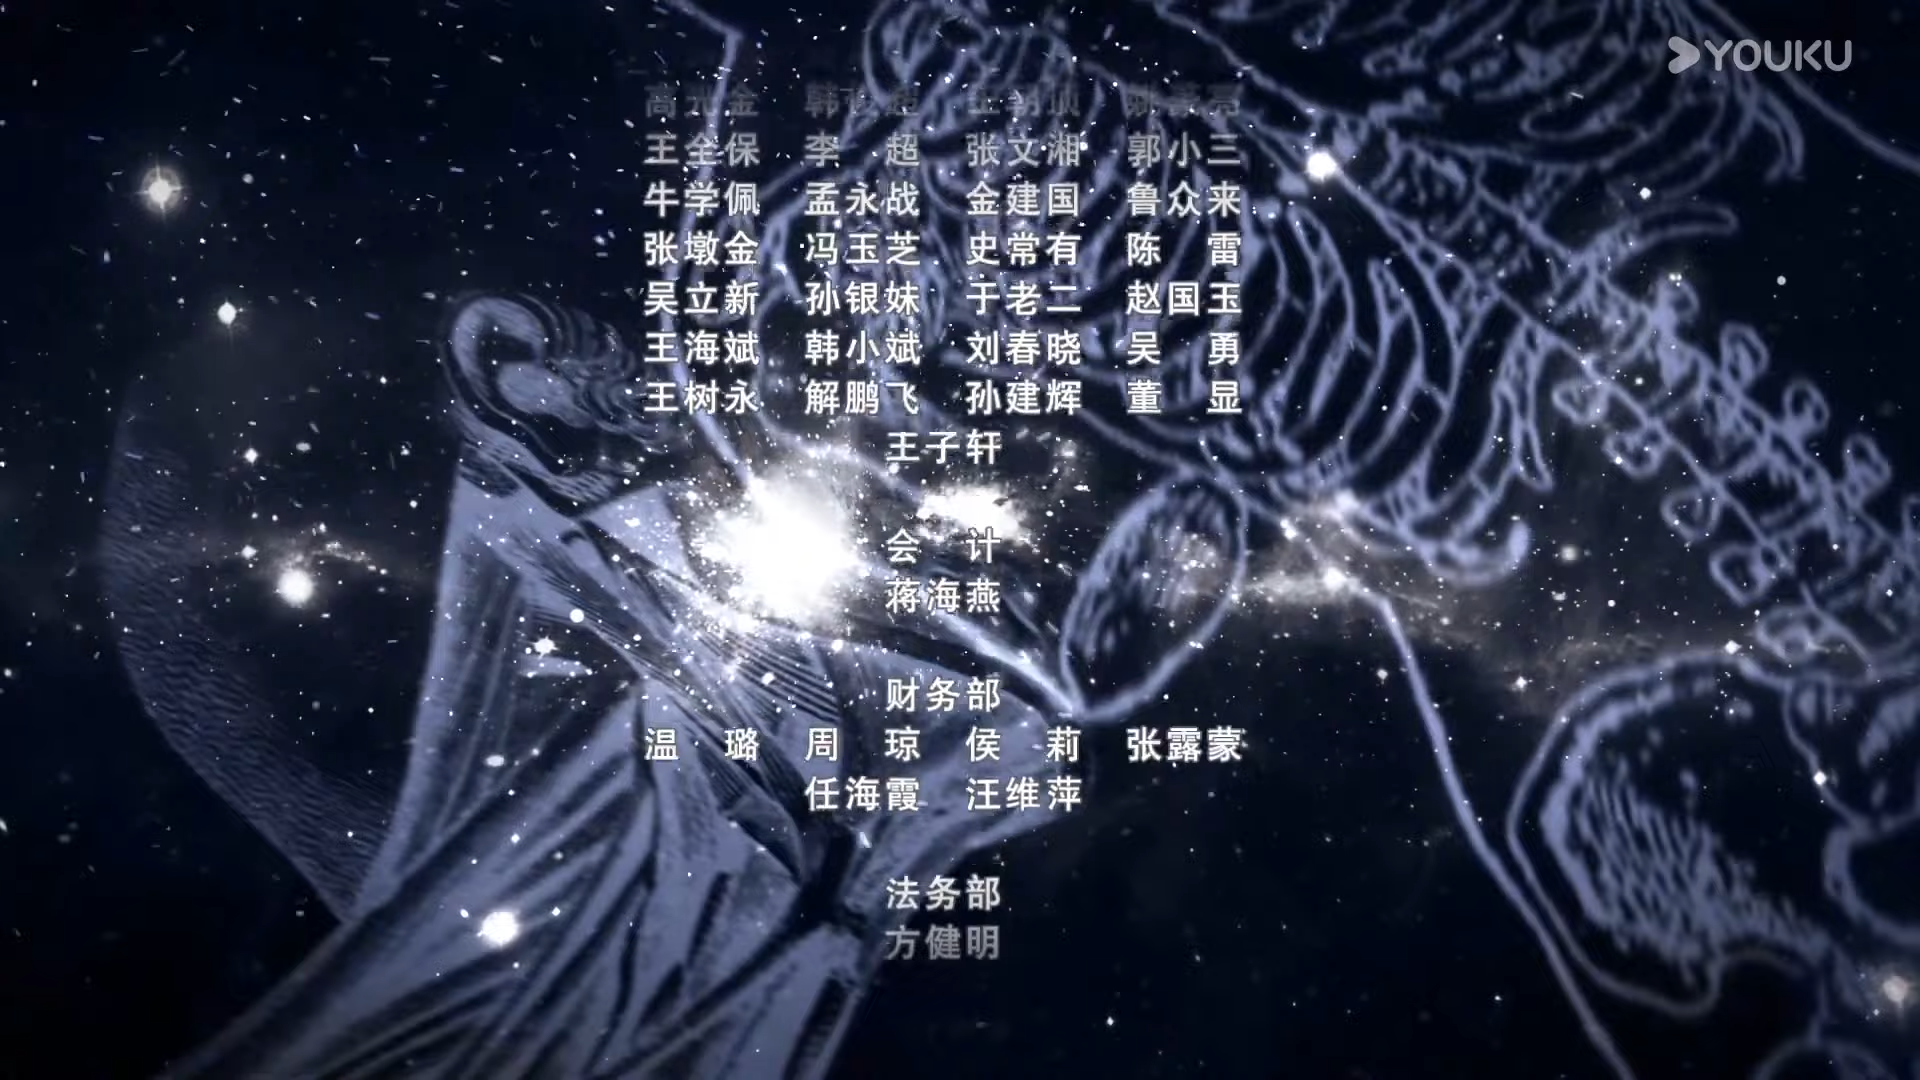 YOUKU
王全保 李 超 张文湘 郭小三
牛学佩 孟永战 金建国 鲁众来
张墩金 冯玉芝 史常有 陈 雷
吴立新 孙银妹 于老二 赵国玉
王海斌 韩小斌 刘春晓 吴 勇
王树永 解鹏飞 孙建辉 董 显
王子轩
会 计
蒋海燕
财务部
温 璐 周 琼 侯 莉 张露蒙
任海霞 汪维萍
法务部
方健明